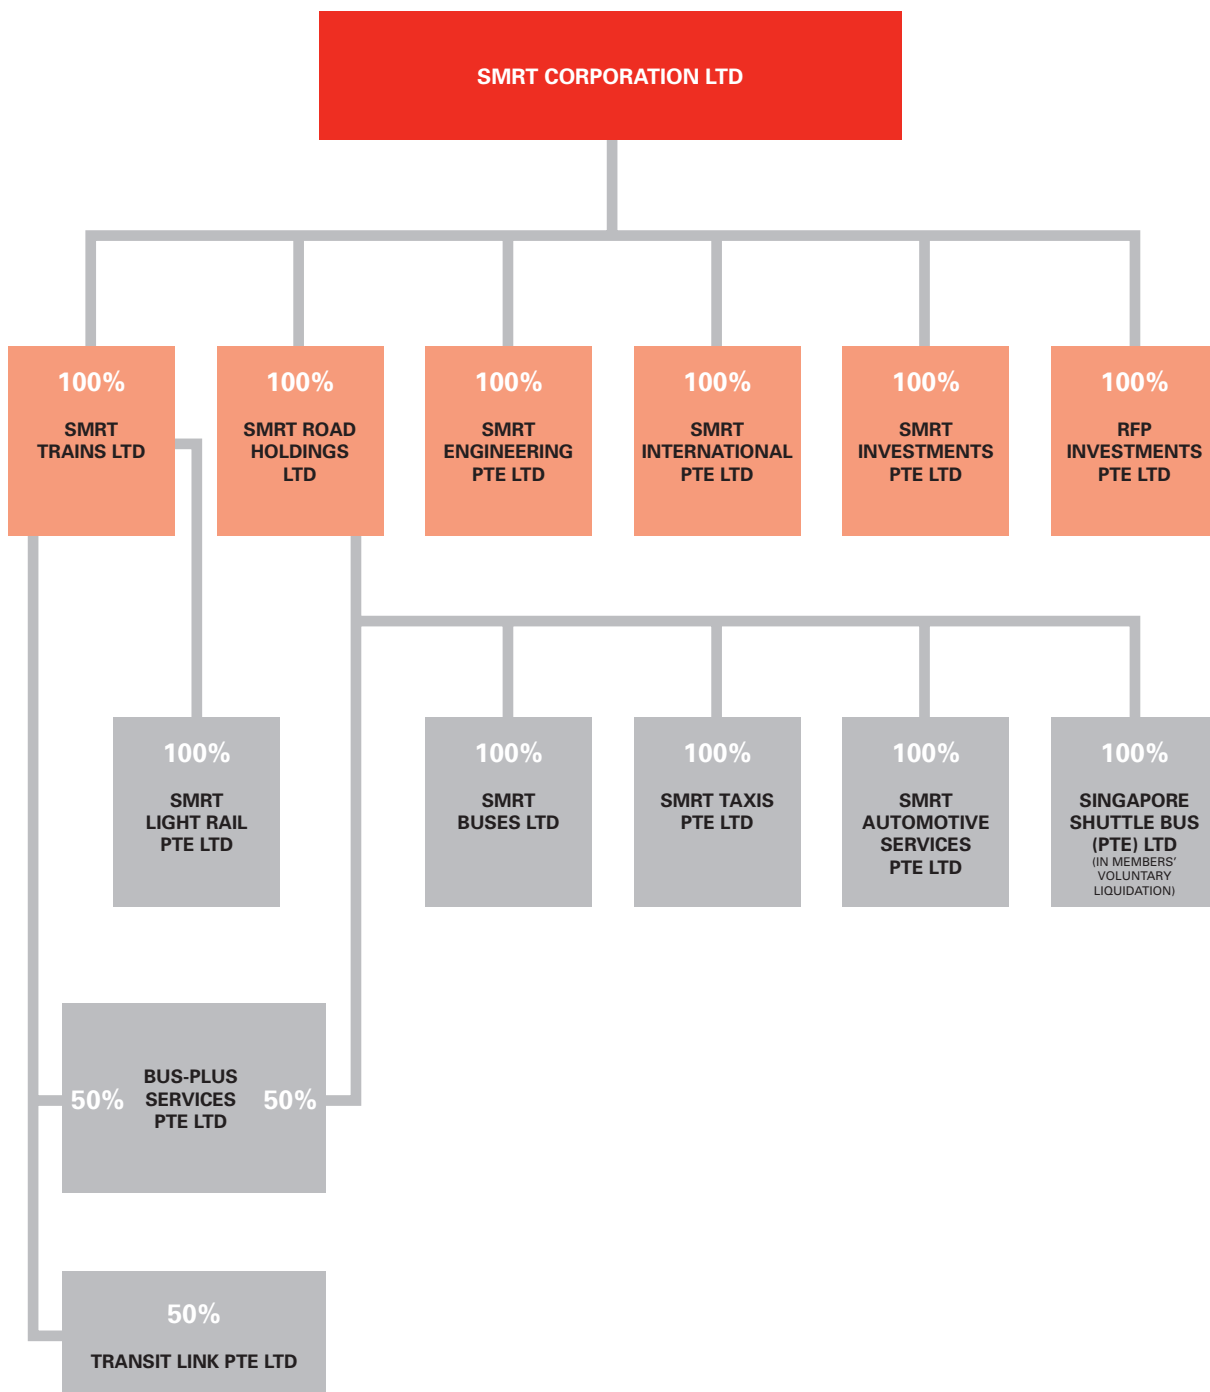 SMRT CORPORATION LTD
100%
SMRT
TRAINS LTD
100%
SMRT ROAD
HOLDINGS
LTD
100%
SMRT
ENGINEERING
PTE LTD
100%
SMRT
INTERNATIONAL
PTE LTD
100%
SMRT
INVESTMENTS
PTE LTD
100%
RFP
INVESTMENTS
PTE LTD
100%
SMRT
LIGHT RAIL
PTE LTD
100%
SMRT
BUSES LTD
100%
SMRT TAXIS
PTE LTD
100%
SMRT
AUTOMOTIVE
SERVICES
PTE LTD
100%
SINGAPORE
SHUTTLE BUS
(PTE) LTD
(IN MEMBERS’
VOLUNTARY
LIQUIDATION)
50%
BUS-PLUS
SERVICES
PTE LTD
50%
50%
TRANSIT LINK PTE LTD